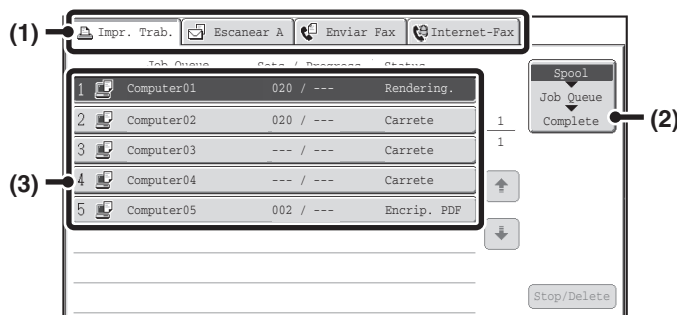 (1) Impr. Trab. Escanear A Enviar Fax Internet-Fax
Job Queue Sets / Progress Status
1 Computer01 020 / --- Rendering.
2 Computer02 020 / --- Carrete
3 Computer03 --- / --- Carrete
4 Computer04 --- / --- Carrete
5 Computer05 002 / --- Encrip. PDF
(3)
1
1
Spool
Job Queue
Complete
(2)
Stop/Delete